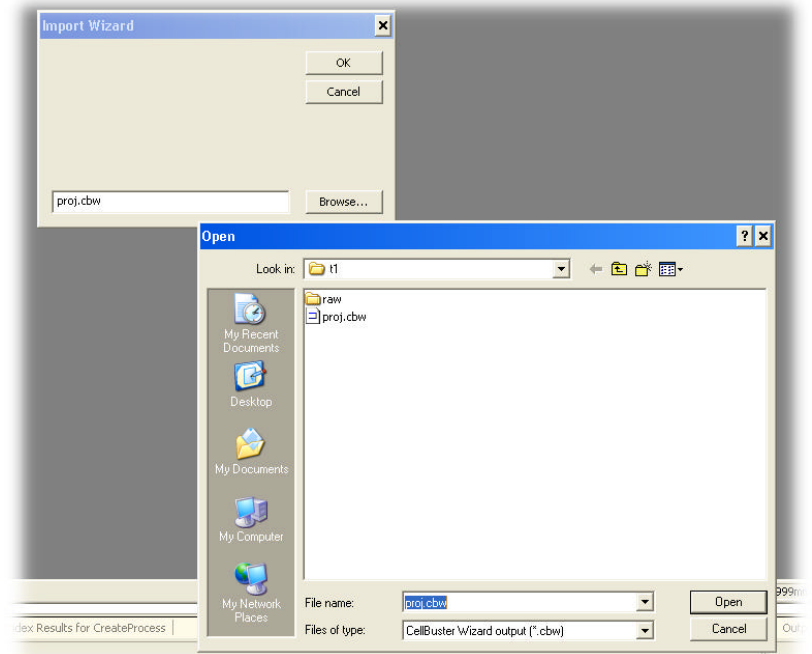 Import Wizard
OK
Cancel
proj.cbw
Browse...
Open
Look in:
t1
raw
proj.cbw
My Recent
Documents
Desktop
My Documents
My Computer
My Network
Places
File name:
proj.cbw
Open
Files of type:
CellBuster Wizard output (*.cbw)
Cancel
dex Results for CreateProcess